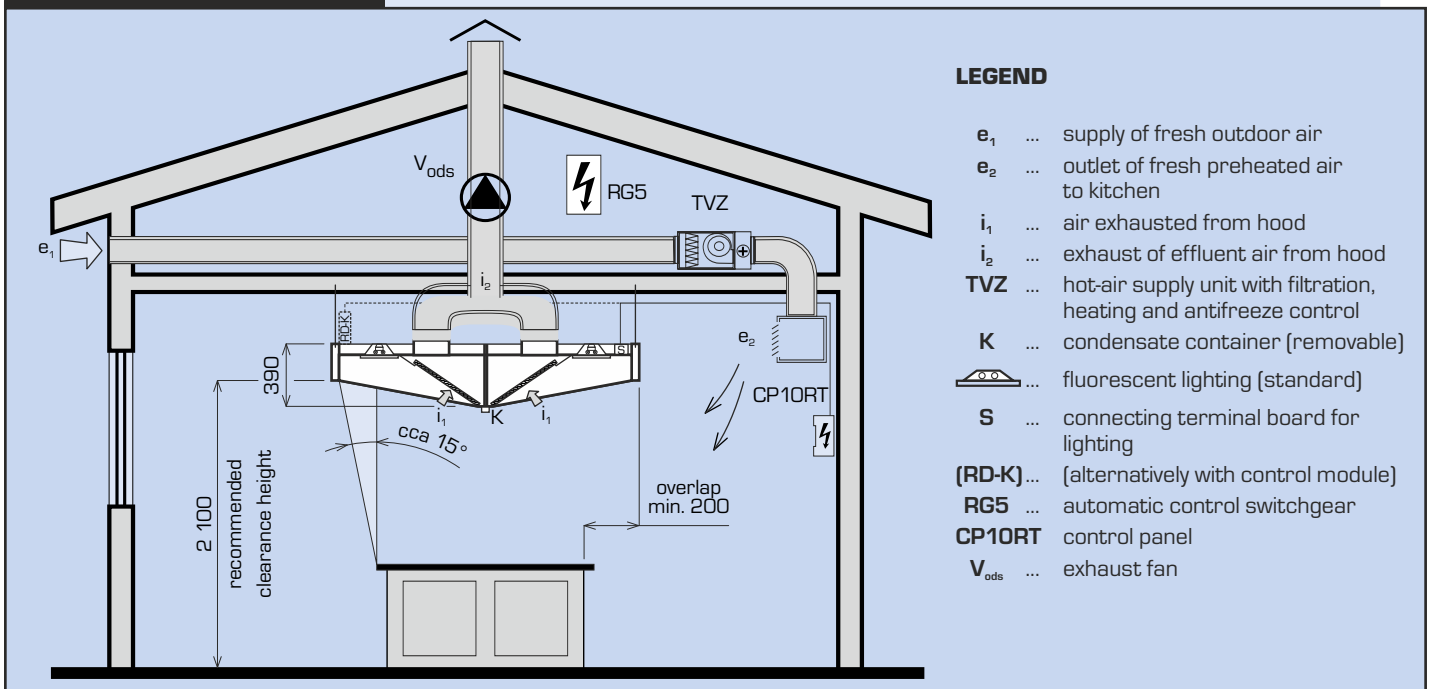 V_ods
RG5
TVZ
e₁
i₂
(RD-K)
S
e₂
390
CP10RT
i₁
K
i₁
cca 15°
overlap
min. 200
2 100
recommended
clearance height
LEGEND
e₁ ... supply of fresh outdoor air
e₂ ... outlet of fresh preheated air
to kitchen
i₁ ... air exhausted from hood
i₂ ... exhaust of effluent air from hood
TVZ ... hot-air supply unit with filtration,
heating and antifreeze control
K ... condensate container (removable)
... fluorescent lighting (standard)
S ... connecting terminal board for
lighting
(RD-K)... (alternatively with control module)
RG5 ... automatic control switchgear
CP10RT control panel
V_ods ... exhaust fan